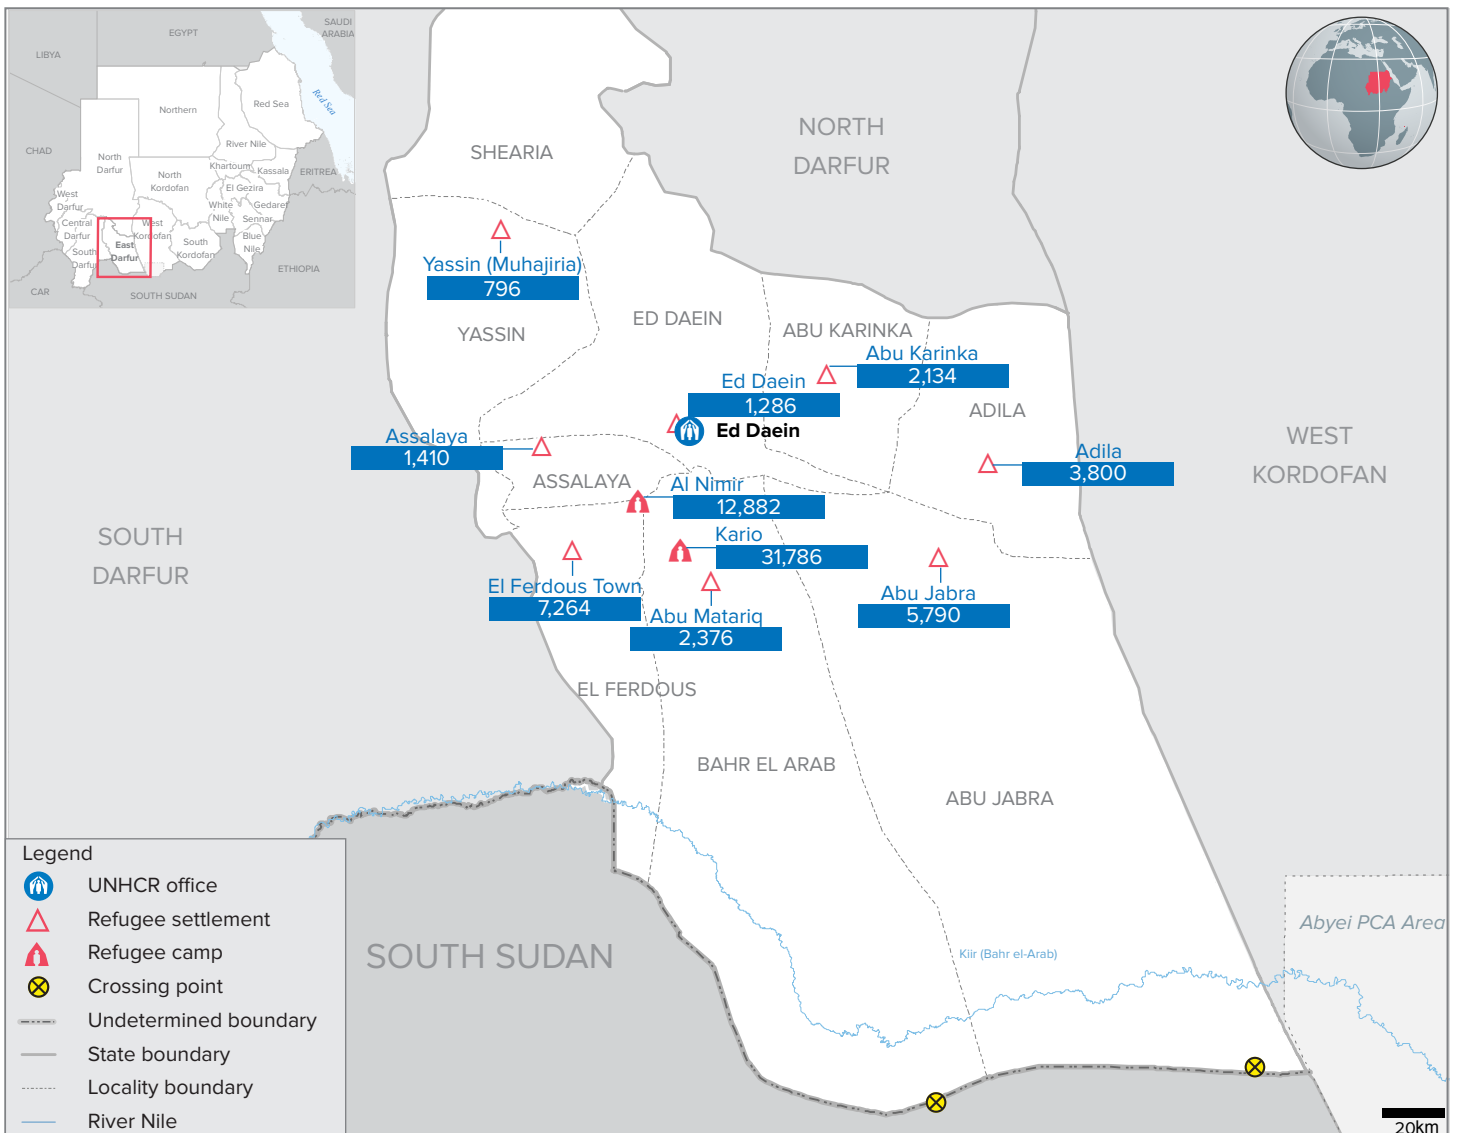 SAUDI
ARABIA
EGYPT
LIBYA
Red Sea
Northern
Red Sea
River Nile
CHAD
North
Darfur
Khartoum
Kassala
ERITREA
North
Kordofan
El Gezira
West
Darfur
White
Nile
Gedaref
Sennar
Central
Darfur
West
Kordofan
East
Darfur
South
Kordofan
Blue
Nile
South
Darfur
ETHIOPIA
CAR
SOUTH SUDAN
NORTH
DARFUR
SHEARIA
Yassin (Muhajiria)
796
YASSIN
ED DAEIN
ABU KARINKA
Abu Karinka
2,134
Ed Daein
1,286
Ed Daein
ADILA
Assalaya
1,410
Adila
3,800
WEST
KORDOFAN
ASSALAYA
Al Nimir
12,882
Kario
31,786
SOUTH
DARFUR
El Ferdous Town
7,264
Abu Matariq
2,376
Abu Jabra
5,790
EL FERDOUS
BAHR EL ARAB
ABU JABRA
SOUTH SUDAN
Kiir (Bahr el-Arab)
Abyei PCA Area
Legend
UNHCR office
Refugee settlement
Refugee camp
Crossing point
Undetermined boundary
State boundary
Locality boundary
River Nile
20km